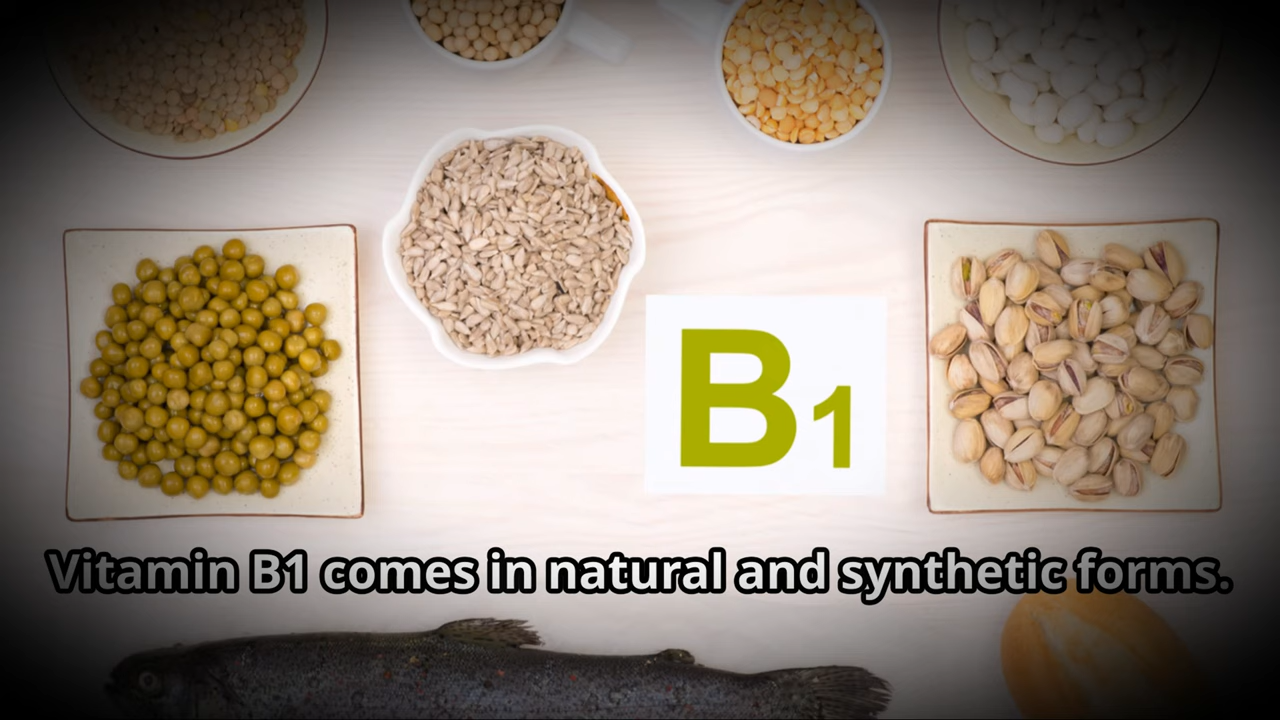 B1
Vitamin B1 comes in natural and synthetic forms.